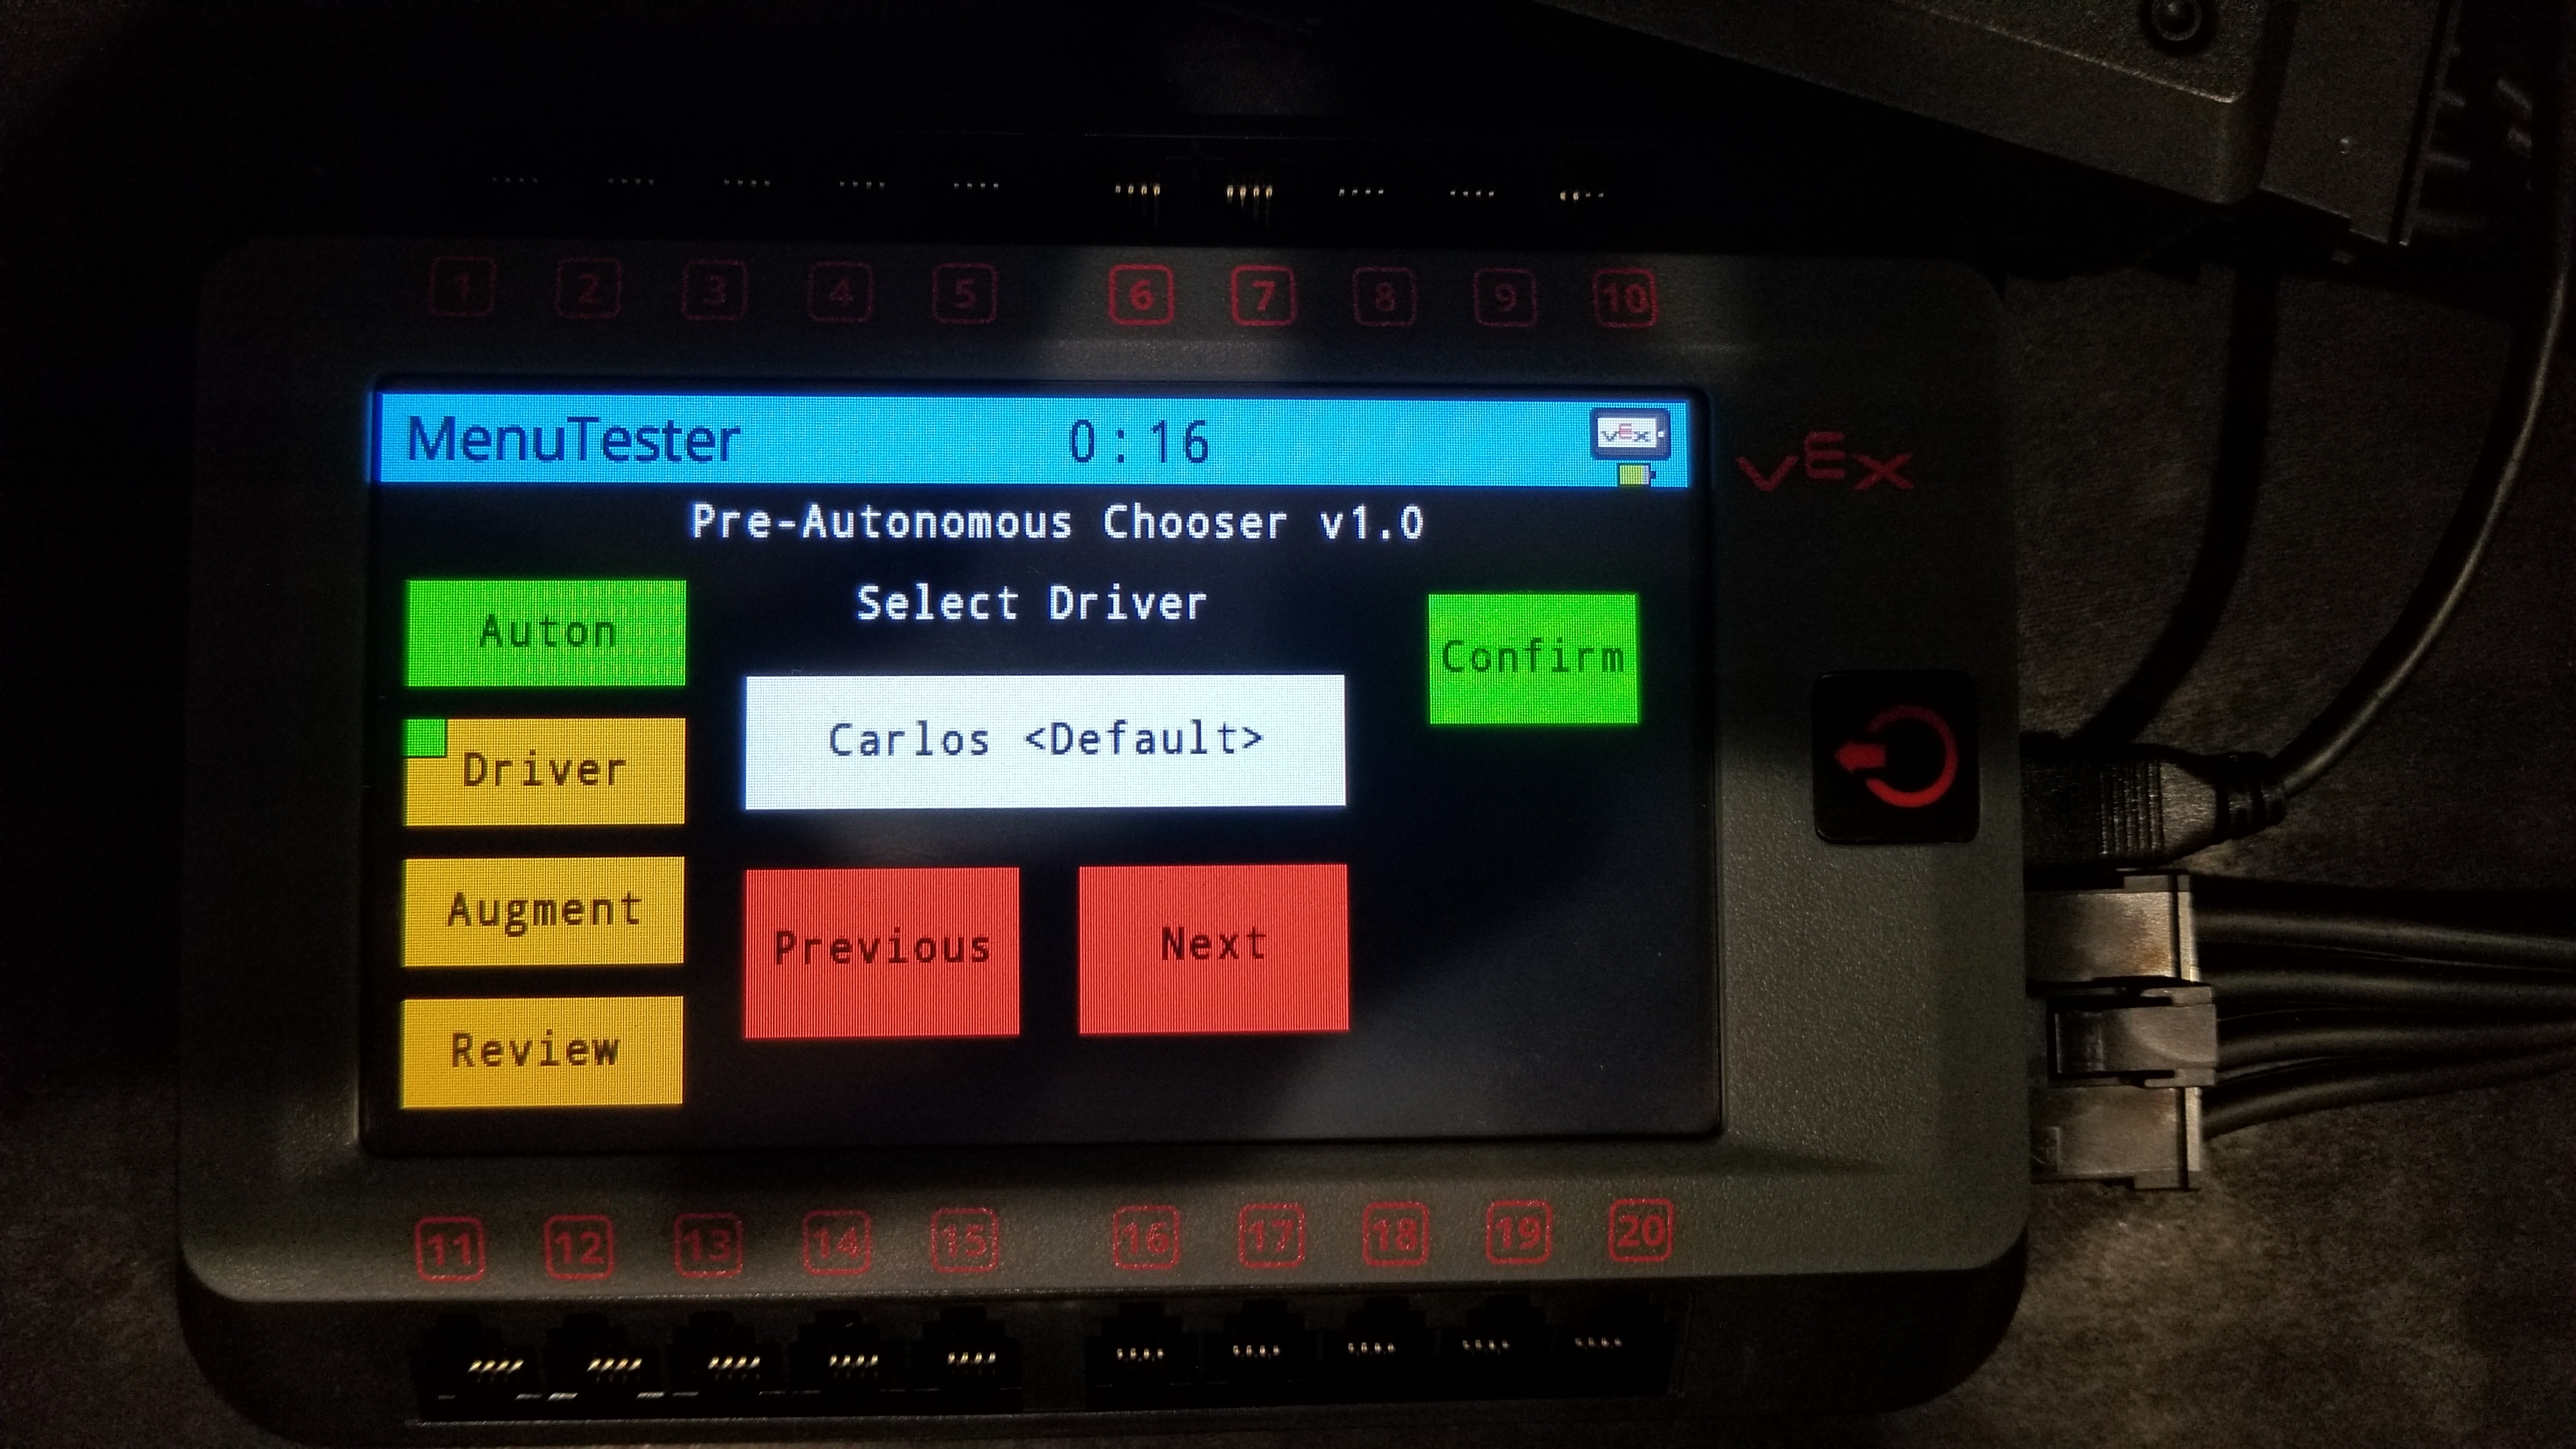 1 2 3 4 5 6 7 8 9 10
MenuTester 0:16 vex
vex
Pre-Autonomous Chooser v1.0
Select Driver
Auton
Confirm
Driver
Carlos <Default>
Augment
Previous Next
Review
11 12 13 14 15 16 17 18 19 20